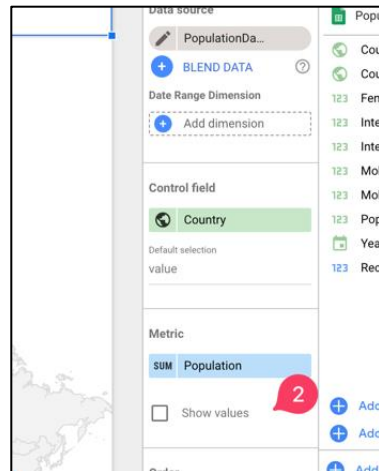 Data source
PopulationDa...
BLEND DATA
Date Range Dimension
Add dimension
Control field
Country
Default selection
value
Metric
SUM Population
Show values
2
Order
Popu
Cou
Cou
123 Fem
123 Inte
123 Inte
123 Mol
123 Mol
123 Pop
Yea
123 Rec
Add
Add
Add